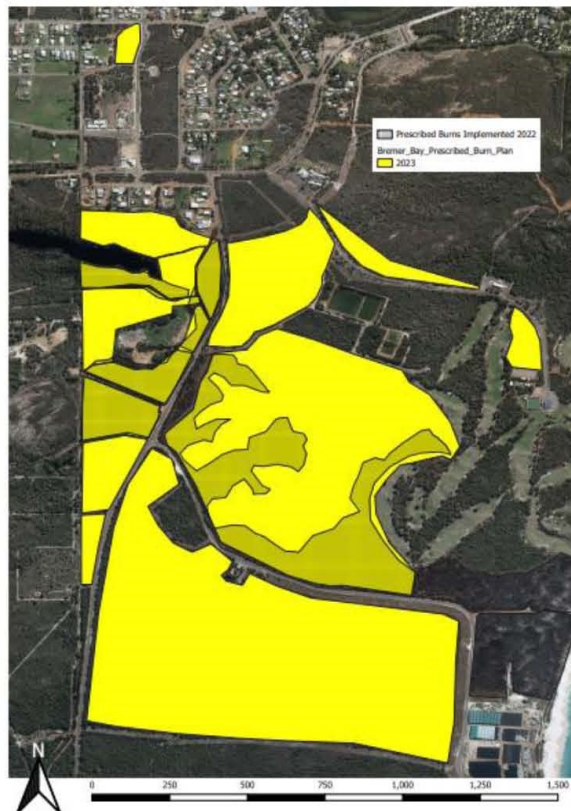 Prescribed Burns Implemented 2022
Bremer_Bay_Prescribed_Burn_Plan
2023
N
0 250 500 750 1,000 1,250 1,500